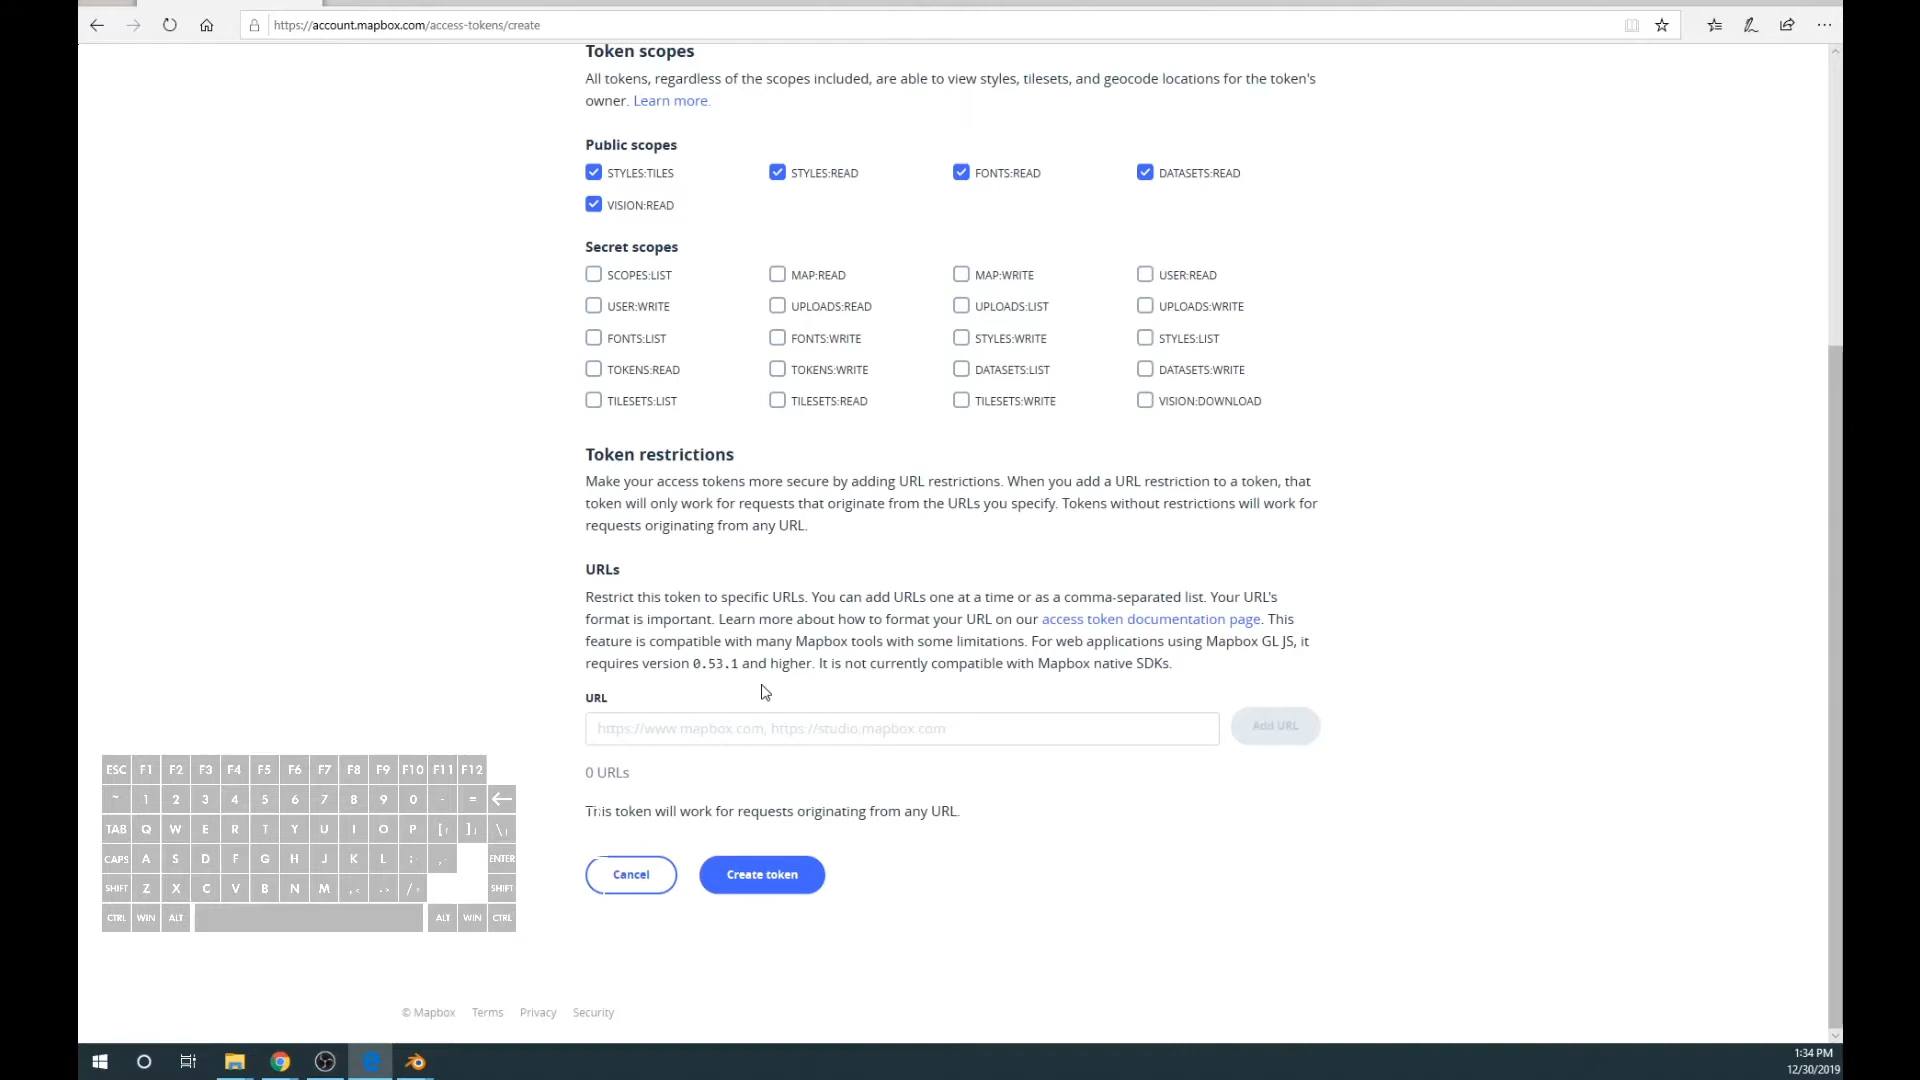 https://account.mapbox.com/access-tokens/create
Token scopes
All tokens, regardless of the scopes included, are able to view styles, tilesets, and geocode locations for the token's
owner. Learn more.
Public scopes
STYLES:TILES STYLES:READ FONTS:READ DATASETS:READ
VISION:READ
Secret scopes
SCOPES:LIST MAP:READ MAP:WRITE USER:READ
USER:WRITE UPLOADS:READ UPLOADS:LIST UPLOADS:WRITE
FONTS:LIST FONTS:WRITE STYLES:WRITE STYLES:LIST
TOKENS:READ TOKENS:WRITE DATASETS:LIST DATASETS:WRITE
TILESETS:LIST TILESETS:READ TILESETS:WRITE VISION:DOWNLOAD
Token restrictions
Make your access tokens more secure by adding URL restrictions. When you add a URL restriction to a token, that
token will only work for requests that originate from the URLs you specify. Tokens without restrictions will work for
requests originating from any URL.
URLs
Restrict this token to specific URLs. You can add URLs one at a time or as a comma-separated list. Your URL's
format is important. Learn more about how to format your URL on our access token documentation page. This
feature is compatible with many Mapbox tools with some limitations. For web applications using Mapbox GL JS, it
requires version 0.53.1 and higher. It is not currently compatible with Mapbox native SDKs.
URL
https://www.mapbox.com, https://studio.mapbox.com Add URL
0 URLs
This token will work for requests originating from any URL.
Cancel Create token
ESC F1 F2 F3 F4 F5 F6 F7 F8 F9 F10 F11 F12
~ 1 2 3 4 5 6 7 8 9 0 - =
TAB Q W E R T Y U I O P [ ] \
CAPS A S D F G H J K L : ENTER
SHIFT Z X C V B N M , . / SHIFT
CTRL WIN ALT ALT WIN CTRL
© Mapbox Terms Privacy Security
1:34 PM
12/30/2019